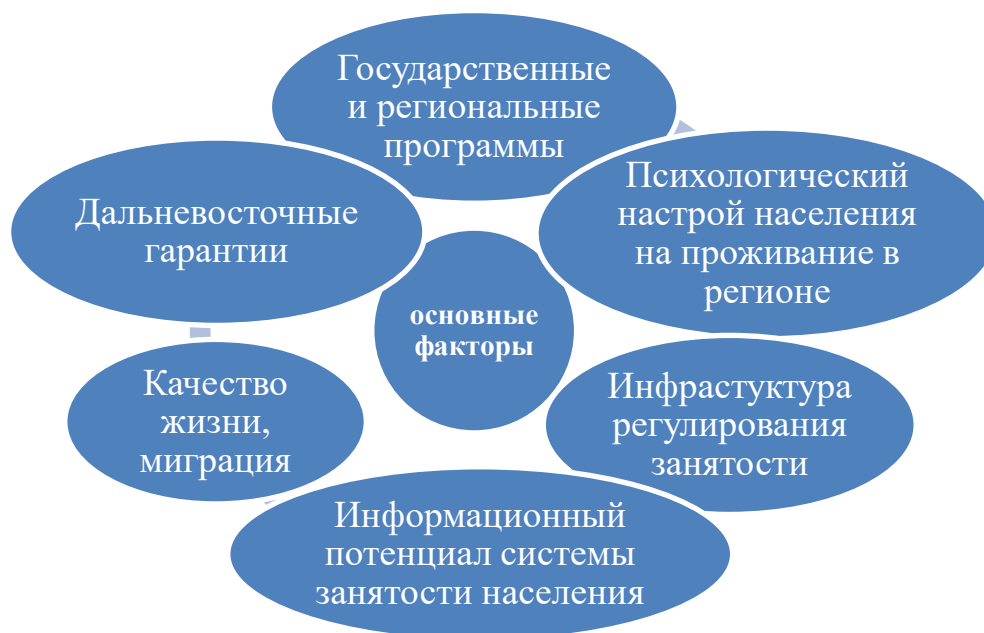 Государственные
и региональные
программы
Психологический
настрой населения
на проживание в
регионе
Инфрастуктура
регулирования
занятости
Информационный
потенциал системы
занятости населения
Качество
жизни,
миграция
Дальневосточные
гарантии
основные
факторы